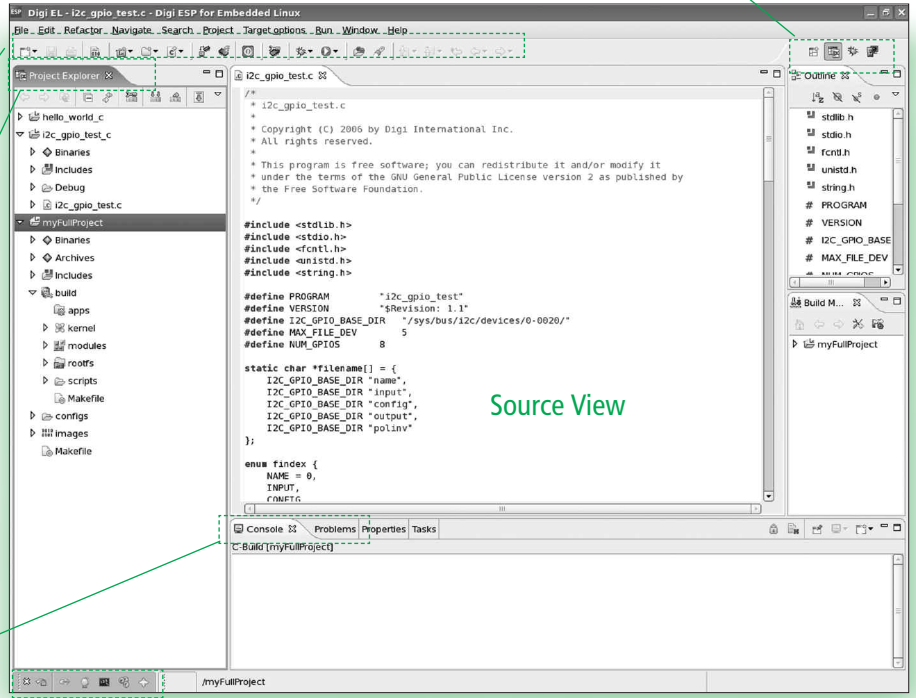 Digi EL - i2c_gpio_test.c - Digi ESP for Embedded Linux
File Edit Refactor Navigate Search Project Target options Run Window Help
Project Explorer
hello_world_c
i2c_gpio_test_c
Binaries
Includes
Debug
i2c_gpio_test.c
myFullProject
Binaries
Archives
Includes
build
apps
kernel
modules
rootfs
scripts
Makefile
configs
images
Makefile
i2c_gpio_test.c
/*
* i2c_gpio_test.c
*
* Copyright (C) 2006 by Digi International Inc.
* All rights reserved.
*
* This program is free software; you can redistribute it and/or modify it
* under the terms of the GNU General Public License version 2 as published by
* the Free Software Foundation.
*/
#include <stdlib.h>
#include <stdio.h>
#include <fcntl.h>
#include <unistd.h>
#include <string.h>
#define PROGRAM "i2c_gpio_test"
#define VERSION "$Revision: 1.1"
#define I2C_GPIO_BASE_DIR "/sys/bus/i2c/devices/0-0020/"
#define MAX_FILE_DEV 5
#define NUM_GPIOS 8
static char *filename[] = {
I2C_GPIO_BASE_DIR "name",
I2C_GPIO_BASE_DIR "input",
I2C_GPIO_BASE_DIR "config",
I2C_GPIO_BASE_DIR "output",
I2C_GPIO_BASE_DIR "polinv"
};
enum findex {
NAME = 0,
INPUT,
CONFIG
Source View
Outline
stdlib.h
stdio.h
fcntl.h
unistd.h
string.h
# PROGRAM
# VERSION
# I2C_GPIO_BASE
# MAX_FILE_DEV
# NUM_GPIOS
Build M...
myFullProject
Console Problems Properties Tasks
C-Build [myFullProject]
/myFullProject